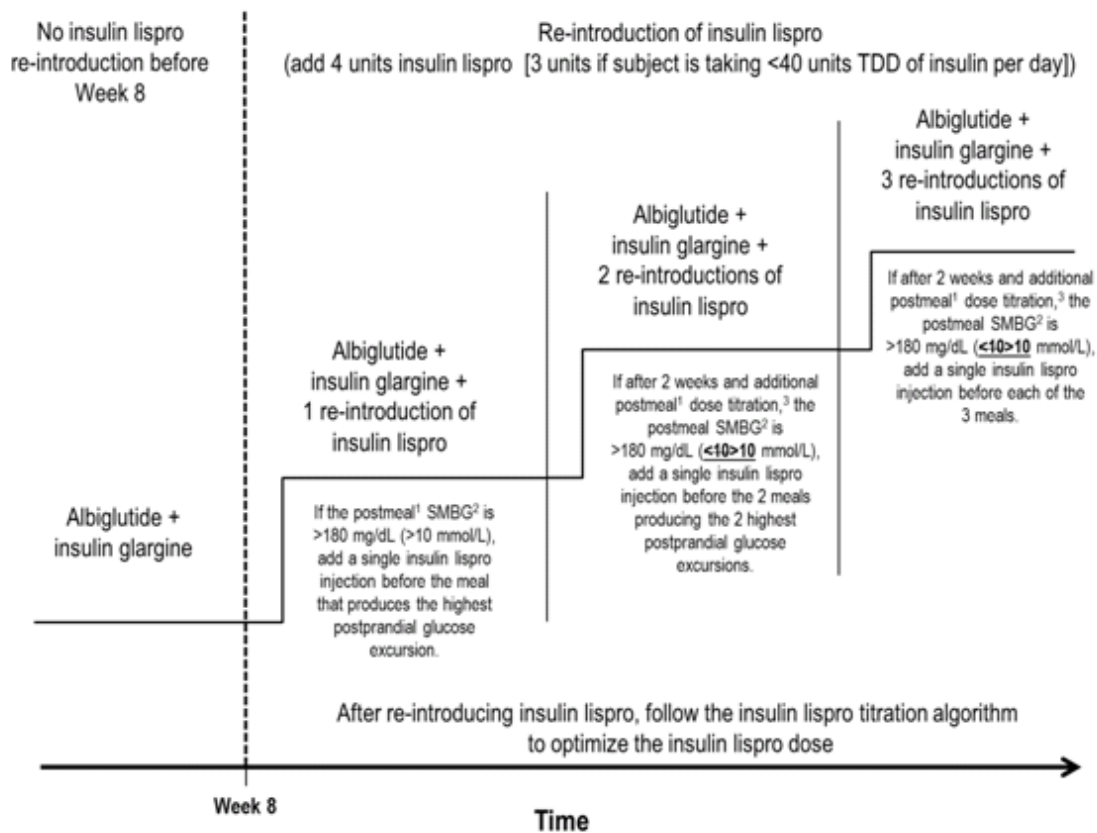 No insulin lispro
re-introduction before
Week 8
Re-introduction of insulin lispro
(add 4 units insulin lispro [3 units if subject is taking <40 units TDD of insulin per day])
Albiglutide +
insulin glargine
Albiglutide +
insulin glargine +
1 re-introduction of
insulin lispro
If the postmeal¹ SMBG² is
>180 mg/dL (>10 mmol/L),
add a single insulin lispro
injection before the meal
that produces the highest
postprandial glucose
excursion.
Albiglutide +
insulin glargine +
2 re-introductions of
insulin lispro
If after 2 weeks and additional
postmeal¹ dose titration,³ the
postmeal SMBG² is
>180 mg/dL (<10>10 mmol/L),
add a single insulin lispro
injection before the 2 meals
producing the 2 highest
postprandial glucose
excursions.
Albiglutide +
insulin glargine +
3 re-introductions of
insulin lispro
If after 2 weeks and additional
postmeal¹ dose titration,³ the
postmeal SMBG² is
>180 mg/dL (<10>10 mmol/L),
add a single insulin lispro
injection before each of the
3 meals.
After re-introducing insulin lispro, follow the insulin lispro titration algorithm
to optimize the insulin lispro dose
Week 8
Time